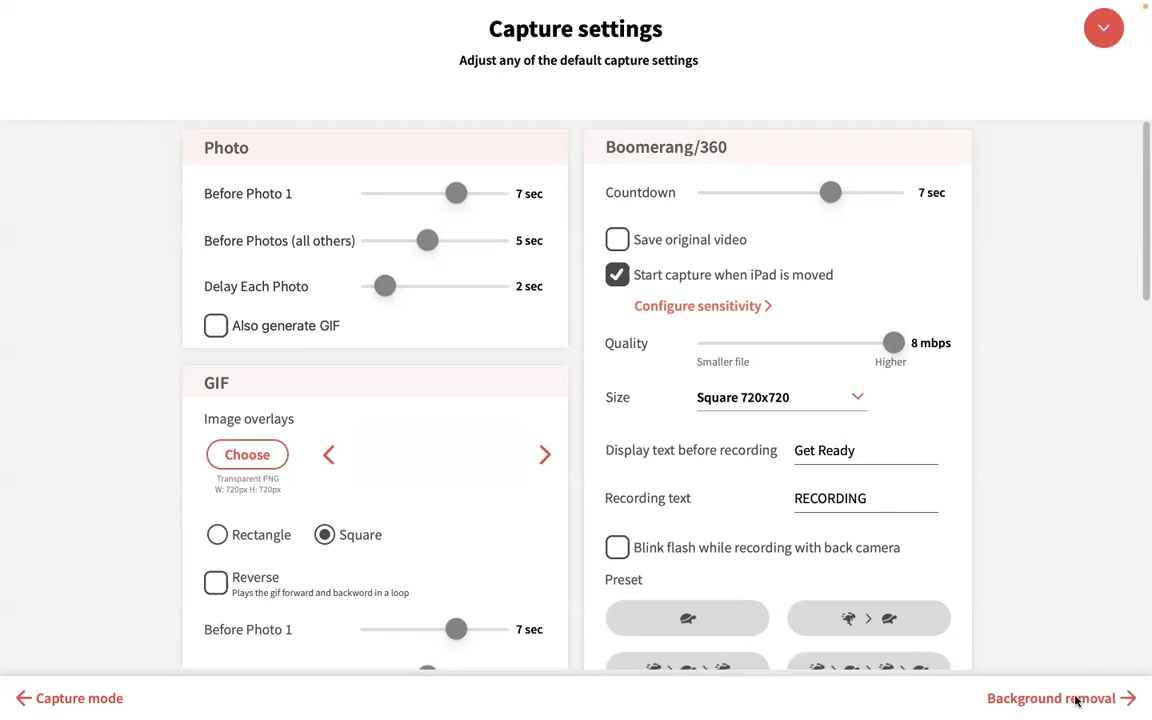 Capture settings
Adjust any of the default capture settings
Photo
Before Photo 1
7 sec
Before Photos (all others)
5 sec
Delay Each Photo
2 sec
Also generate GIF
GIF
Image overlays
Choose
Transparent PNG
W: 720px H: 720px
Rectangle
Square
Reverse
Plays the gif forward and backword in a loop
Before Photo 1
7 sec
Boomerang/360
Countdown
7 sec
Save original video
Start capture when iPad is moved
Configure sensitivity
Quality
8 mbps
Smaller file
Higher
Size
Square 720x720
Display text before recording
Get Ready
Recording text
RECORDING
Blink flash while recording with back camera
Preset
Capture mode
Background removal